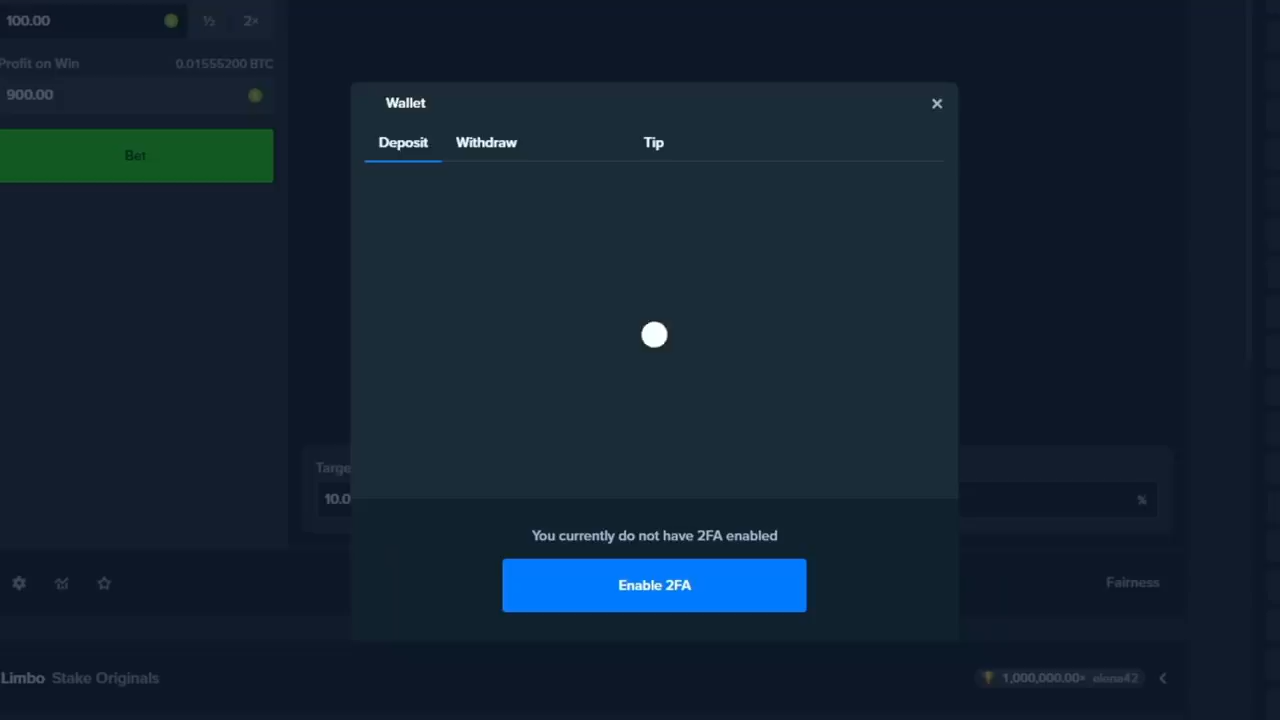 100.00 ½ 2×
Profit on Win 0.01555200 BTC
900.00
Bet
Wallet
Deposit Withdraw Tip
Targe
10.0 %
You currently do not have 2FA enabled
Enable 2FA
Fairness
Limbo Stake Originals
1,000,000.00× elena42